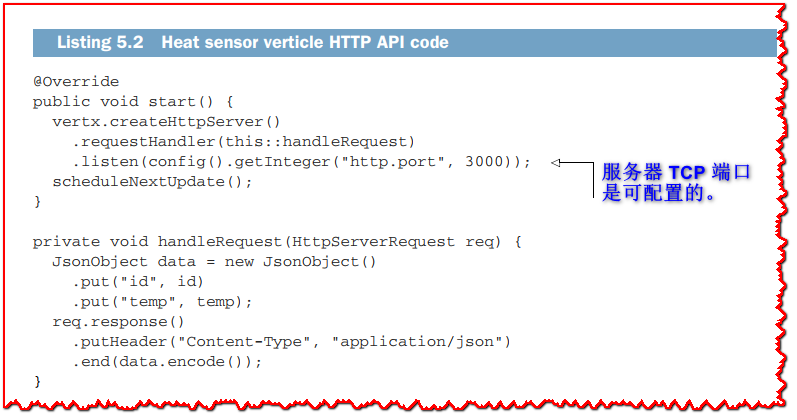 Listing 5.2 Heat sensor verticle HTTP API code
@Override
public void start() {
  vertx.createHttpServer()
    .requestHandler(this::handleRequest)
    .listen(config().getInteger("http.port", 3000));
  scheduleNextUpdate();
}
服务器 TCP 端口
是可配置的。
private void handleRequest(HttpServerRequest req) {
  JsonObject data = new JsonObject()
    .put("id", id)
    .put("temp", temp);
  req.response()
    .putHeader("Content-Type", "application/json")
    .end(data.encode());
}